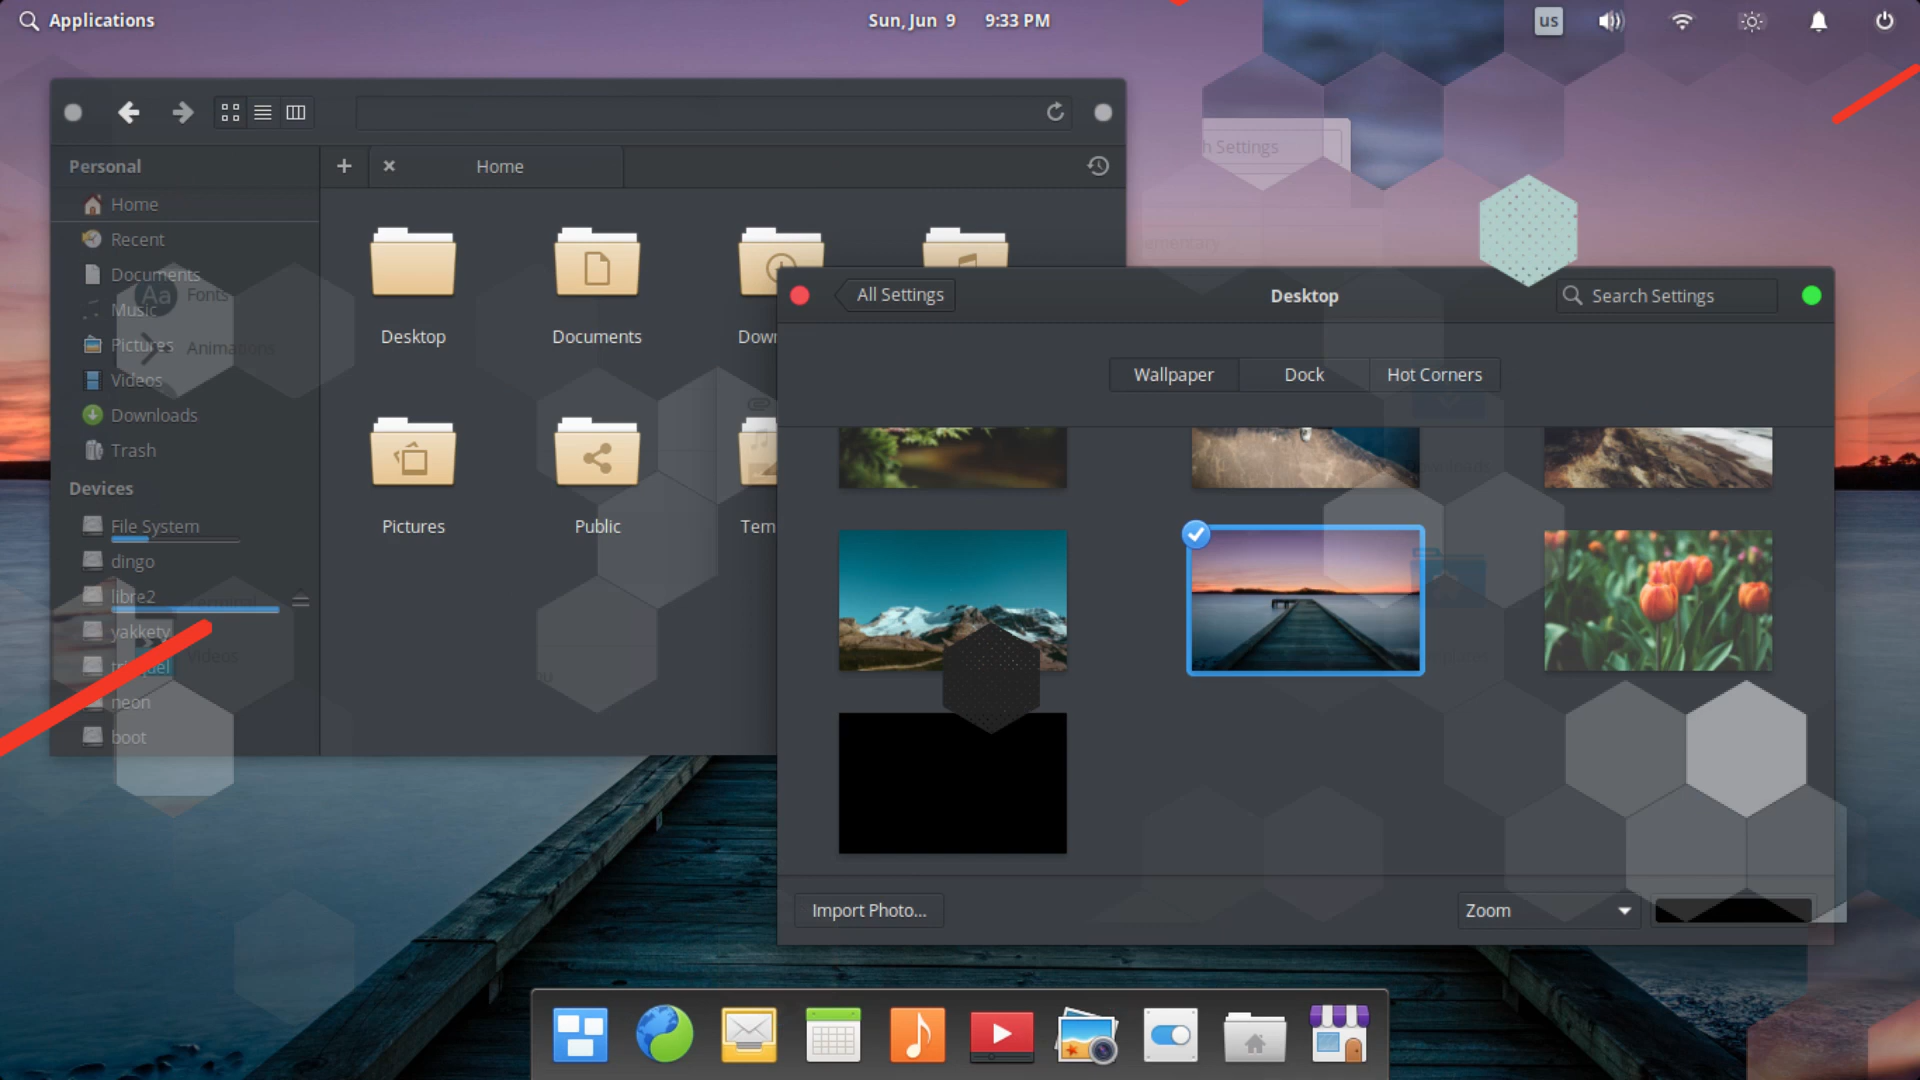 Applications
Sun, Jun 9 9:33 PM
us
Personal
Home
h Settings
Home
Recent
Documents
Fonts
Music
Pictures
Animations
Videos
Downloads
Trash
Desktop
Documents
Dow
All Settings
Desktop
Search Settings
Wallpaper
Dock
Hot Corners
Devices
File System
dingo
libre2
yakkety
Videos
neon
boot
Pictures
Public
Tem
Import Photo...
Zoom